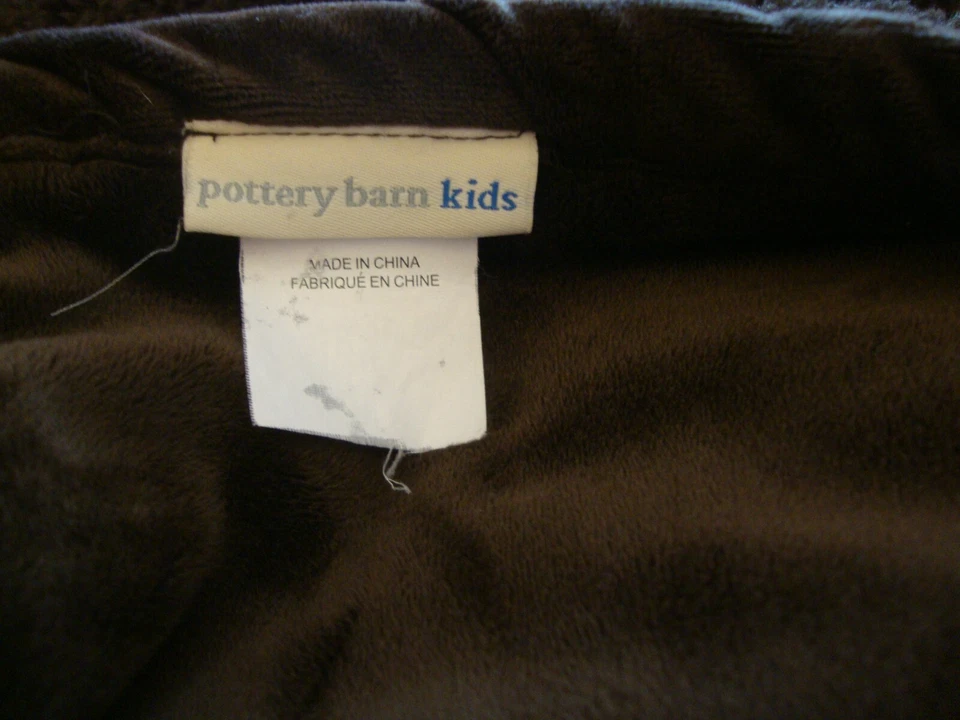 pottery barn kids
MADE IN CHINA
FABRIQUÉ EN CHINE